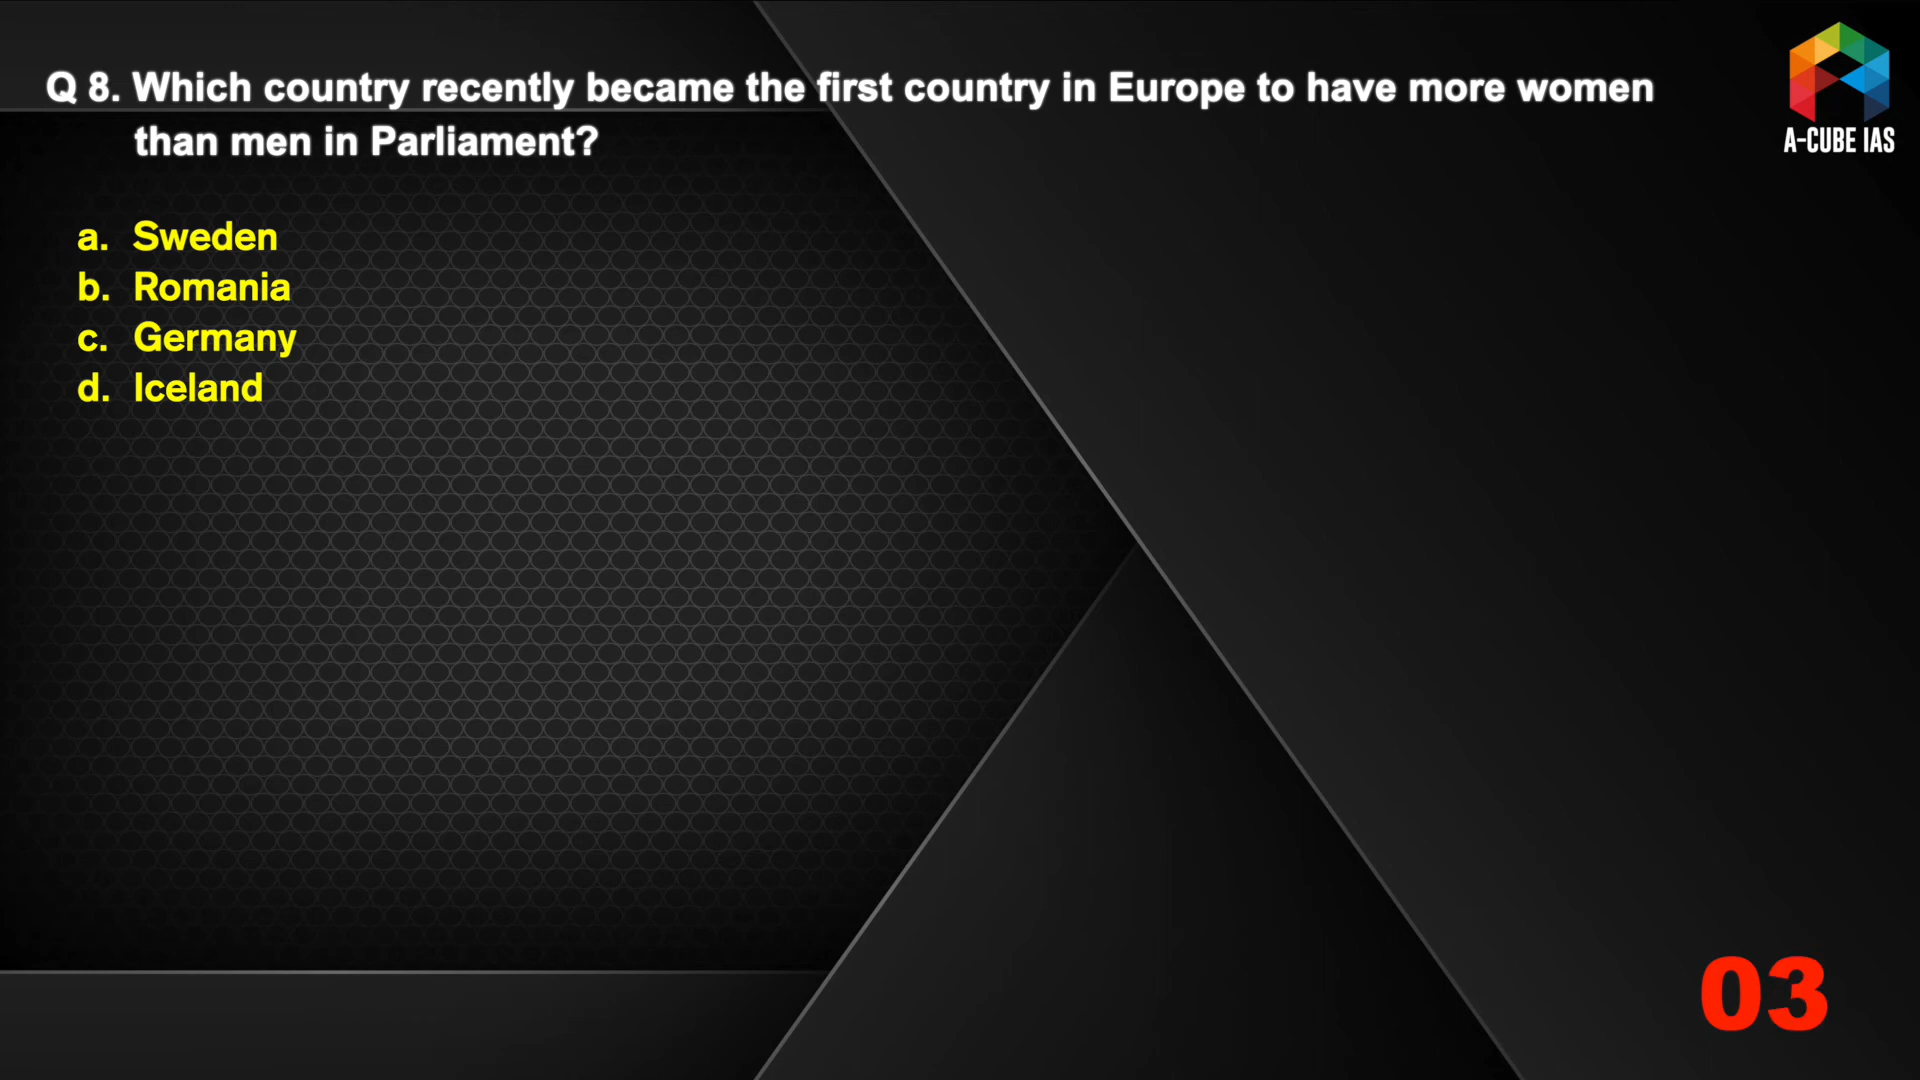 Q 8. Which country recently became the first country in Europe to have more women
than men in Parliament?
A-CUBE IAS
a. Sweden
b. Romania
c. Germany
d. Iceland
03